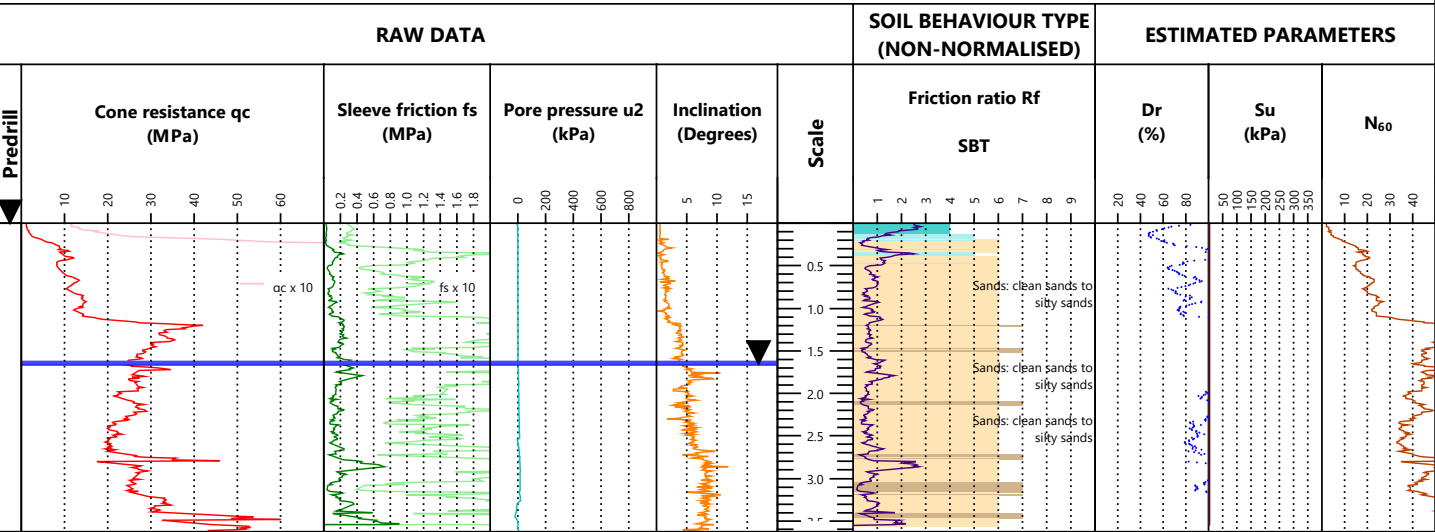 RAW DATA
SOIL BEHAVIOUR TYPE
(NON-NORMALISED)
ESTIMATED PARAMETERS
Predrill
Cone resistance qc
(MPa)
Sleeve friction fs
(MPa)
Pore pressure u2
(kPa)
Inclination
(Degrees)
Scale
Friction ratio Rf
SBT
Dr
(%)
Su
(kPa)
N60
10 20 30 40 50 60
0.2 0.4 0.6 0.8 1.0 1.2 1.4 1.6 1.8
0 200 400 600 800
5 10 15
1 2 3 4 5 6 7 8 9
20 40 60 80
50 100 150 200 250 300 350
10 20 30 40
qc x 10
fs x 10
0.5
1.0
1.5
2.0
2.5
3.0
Sands: clean sands to
silty sands
Sands: clean sands to
silty sands
Sands: clean sands to
silty sands